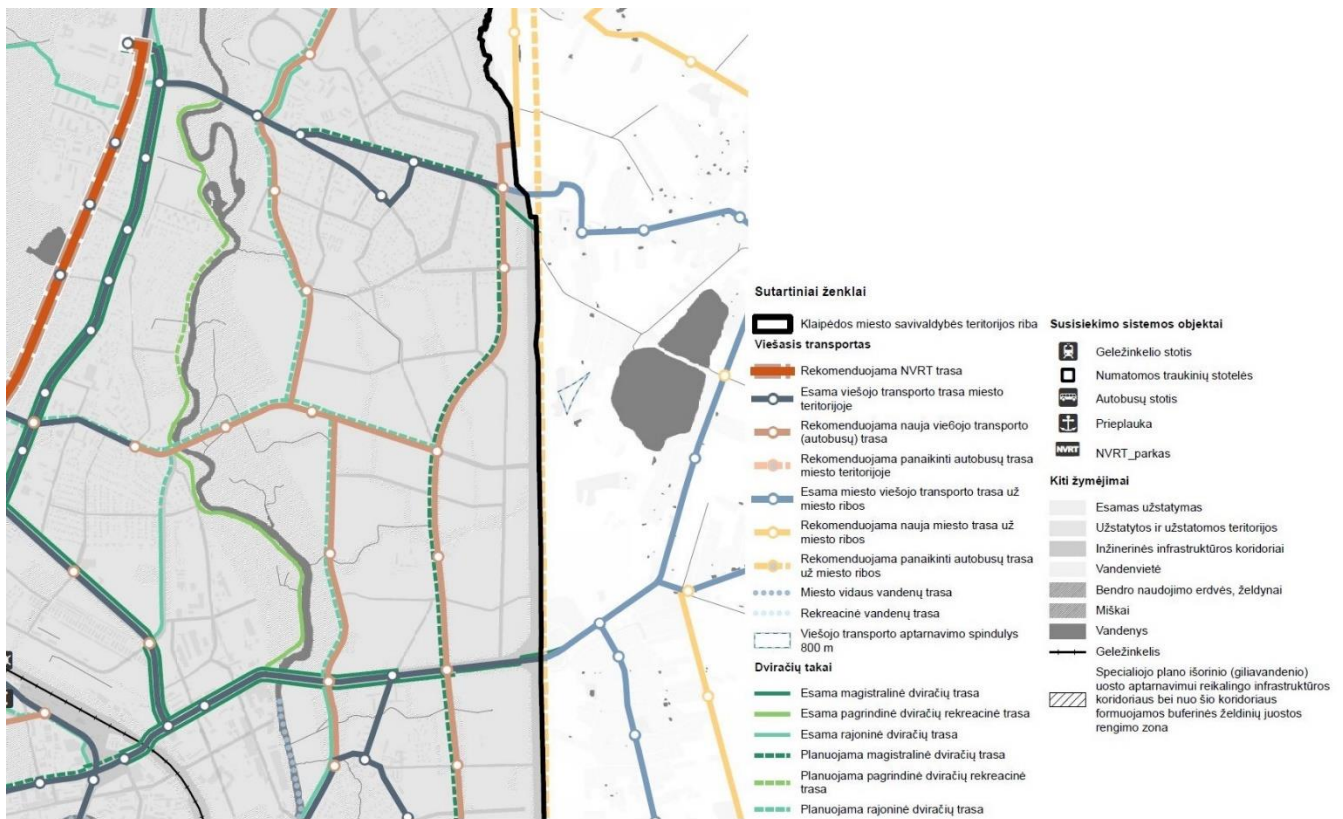 Sutartiniai ženklai
Klaipėdos miesto savivaldybės teritorijos riba
Viešasis transportas
Rekomenduojama NVRT trasa
Esama viešojo transporto trasa miesto
teritorijoje
Rekomenduojama nauja viešojo transporto
(autobusų) trasa
Rekomenduojama panaikinti autobusų trasa
miesto teritorijoje
Esama miesto viešojo transporto trasa už
miesto ribos
Rekomenduojama nauja miesto trasa už
miesto ribos
Rekomenduojama panaikinti autobusų trasa
už miesto ribos
Miesto vidaus vandenų trasa
Rekreacinė vandenų trasa
Viešojo transporto aptarnavimo spindulys
800 m
Dviračių takai
Esama magistralinė dviračių trasa
Esama pagrindinė dviračių rekreacinė trasa
Esama rajoninė dviračių trasa
Planuojama magistralinė dviračių trasa
Planuojama pagrindinė dviračių rekreacinė
trasa
Planuojama rajoninė dviračių trasa
Susisiekimo sistemos objektai
Geležinkelio stotis
Numatomos traukinių stotelės
Autobusų stotis
Prieplauka
NVRT NVRT_parkas
Kiti žymėjimai
Esamas užstatymas
Užstatytos ir užstatomos teritorijos
Inžinerinės infrastruktūros koridoriai
Vandenvietė
Bendro naudojimo erdvės, želdynai
Miškai
Vandenys
Geležinkelis
Specialiojo plano išorinio (giliavandenio)
uosto aptarnavimui reikalingo infrastruktūros
koridoriaus bei nuo šio koridoriaus
formuojamos buferinės želdinių juostos
rengimo zona